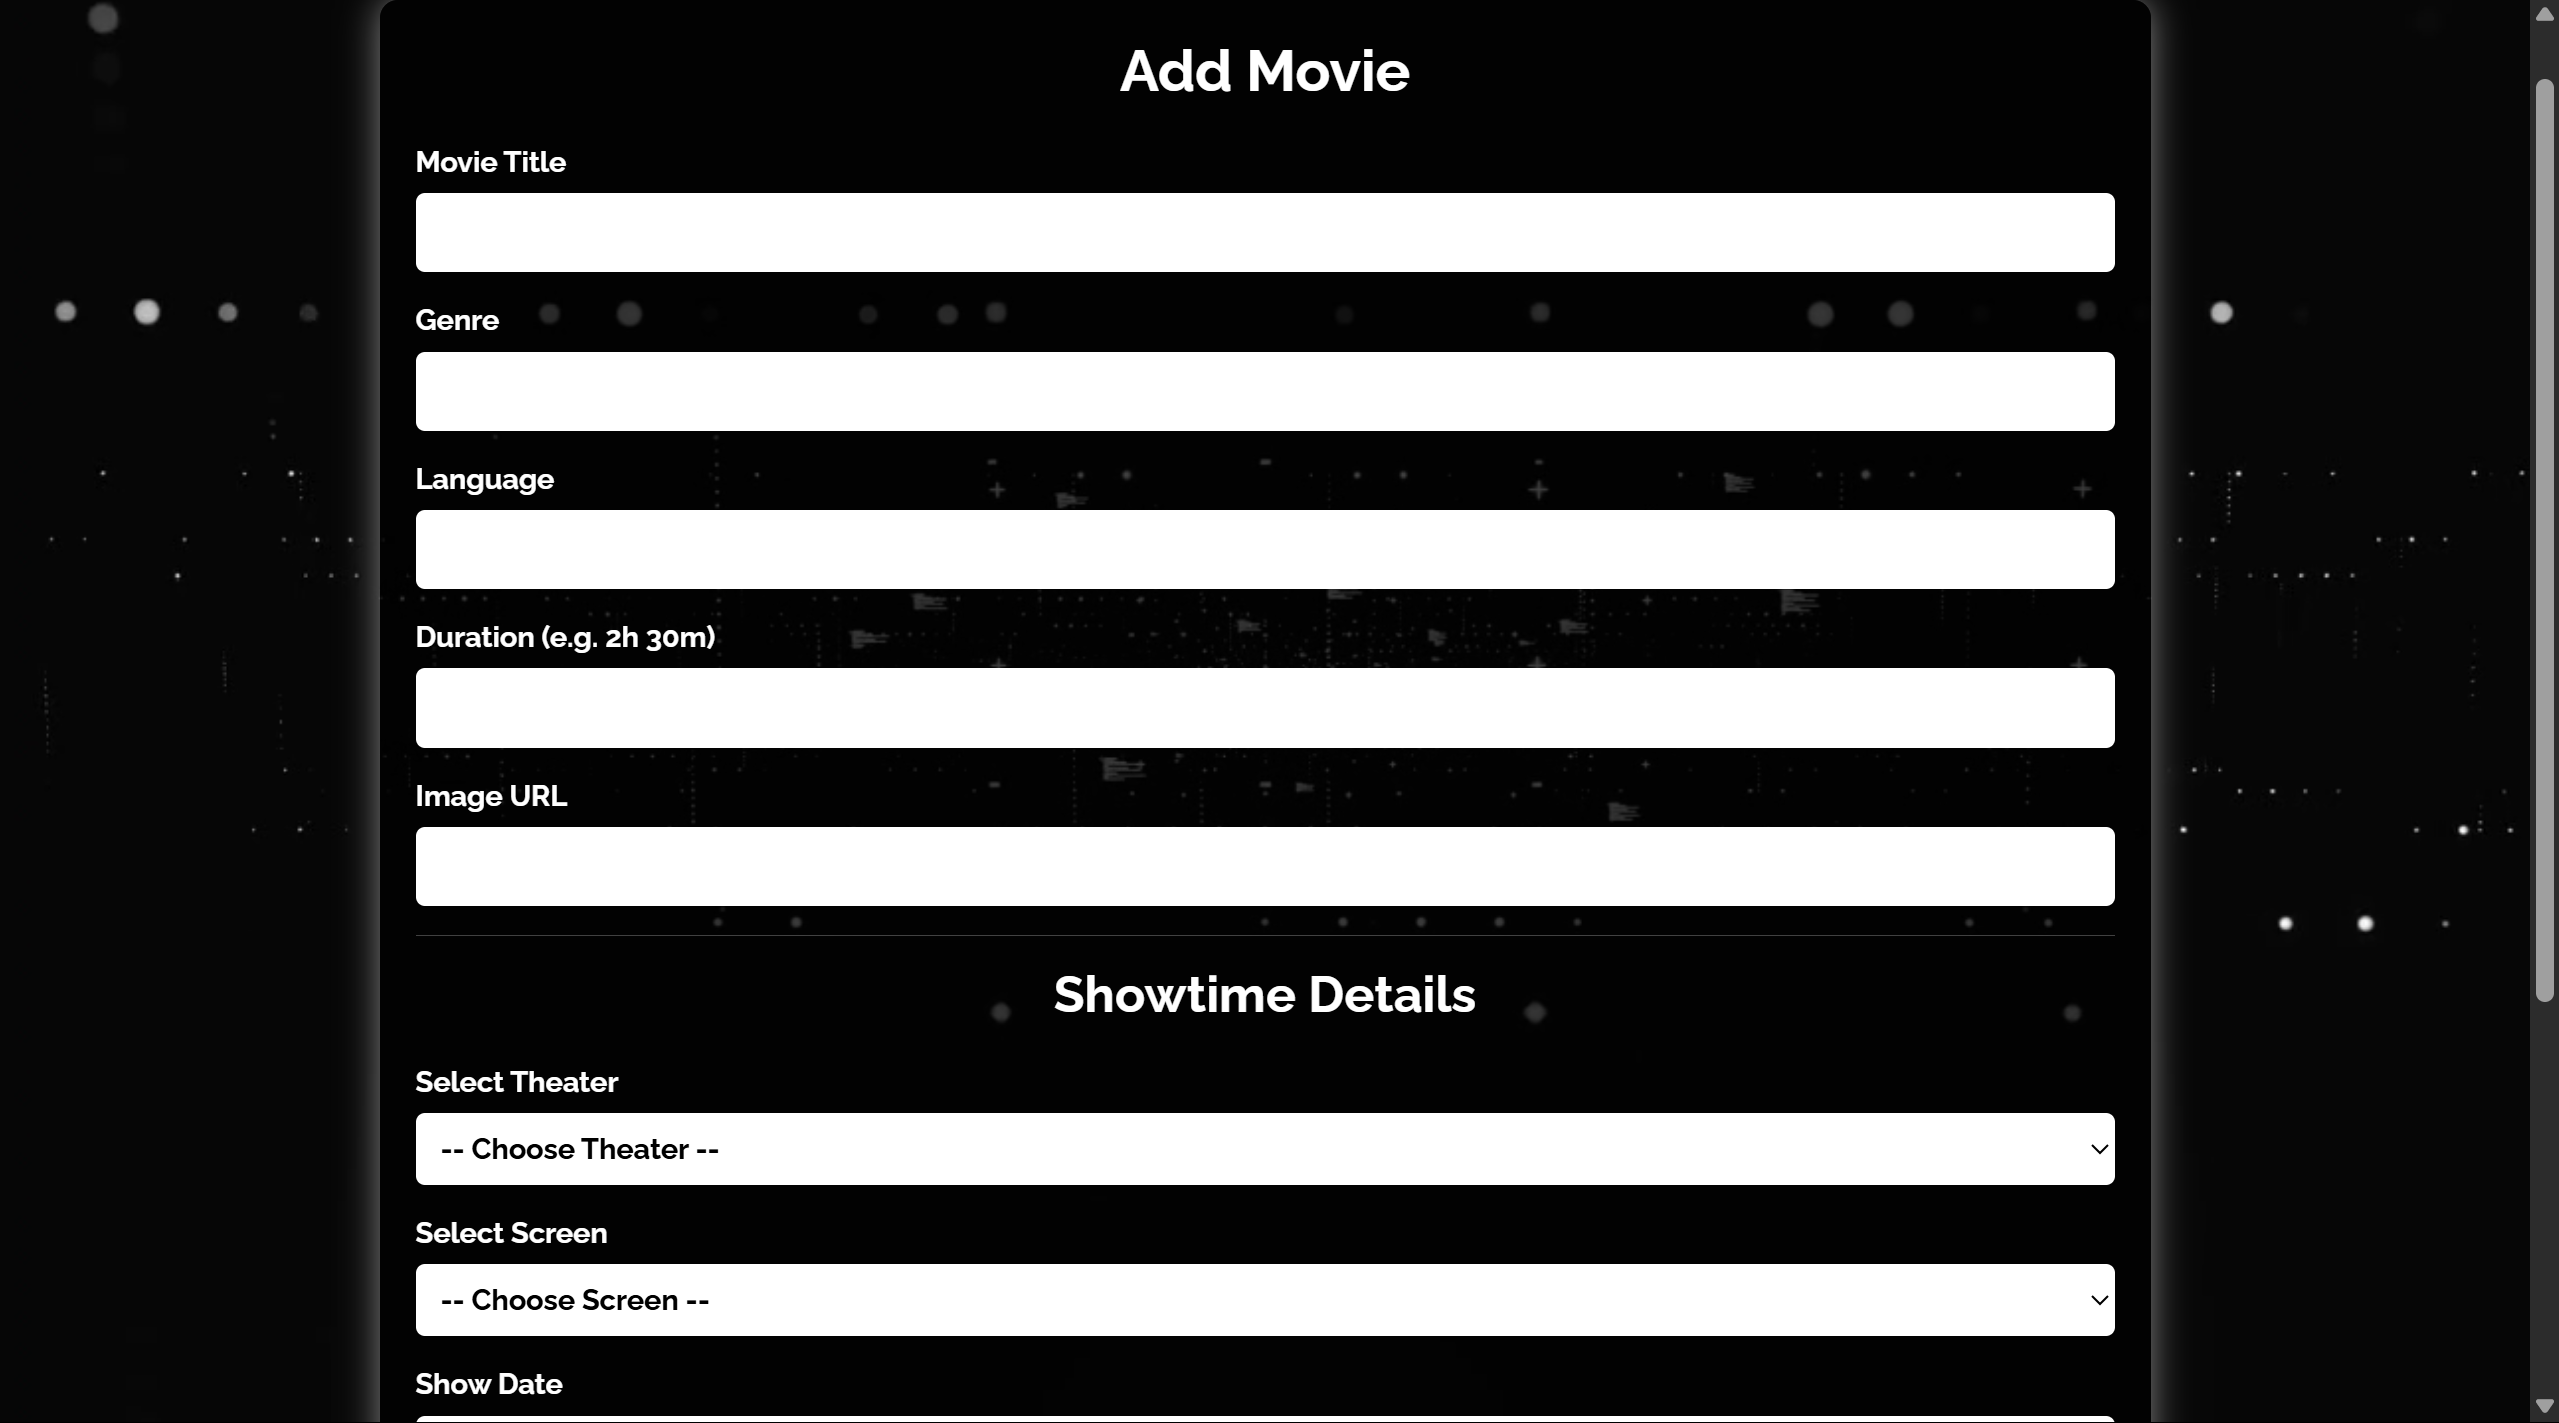 Add Movie
Movie Title
Genre
Language
Duration (e.g. 2h 30m)
Image URL
Showtime Details
Select Theater
-- Choose Theater --
Select Screen
-- Choose Screen --
Show Date